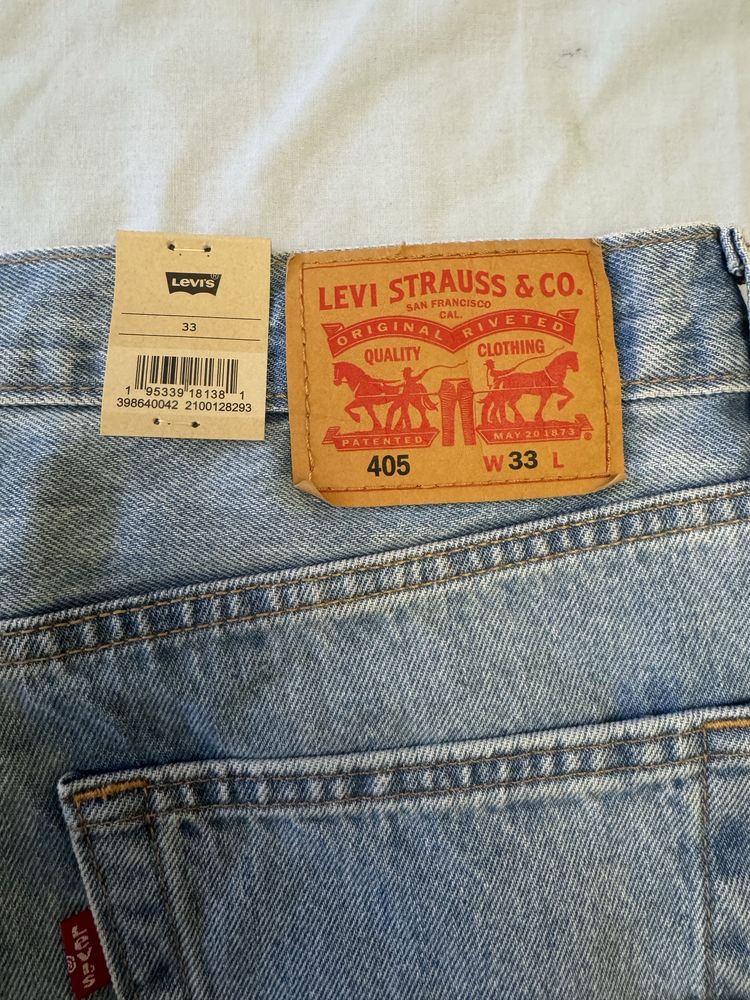 LEVI'S
33
1 95339 18138 1
398640042 2100128293
LEVI STRAUSS & CO.
SAN FRANCISCO
CAL.
ORIGINAL RIVETED
QUALITY CLOTHING
PATENTED MAY 20 1873 ®
405 W 33 L
Levi's
®